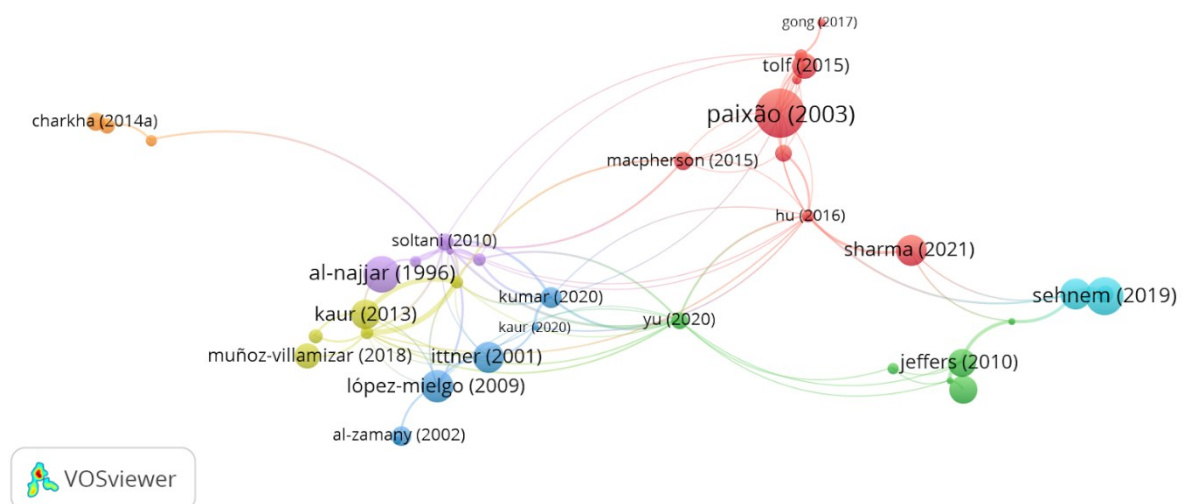 gong (2017)
tolf (2015)
paixão (2003)
charkha (2014a)
macpherson (2015)
hu (2016)
soltani (2010)
sharma (2021)
al-najjar (1996)
kumar (2020)
sehnem (2019)
kaur (2013)
yu (2020)
kaur (2020)
muñoz-villamizar (2018)
ittner (2001)
jeffers (2010)
lópez-mielgo (2009)
al-zamany (2002)
VOSviewer